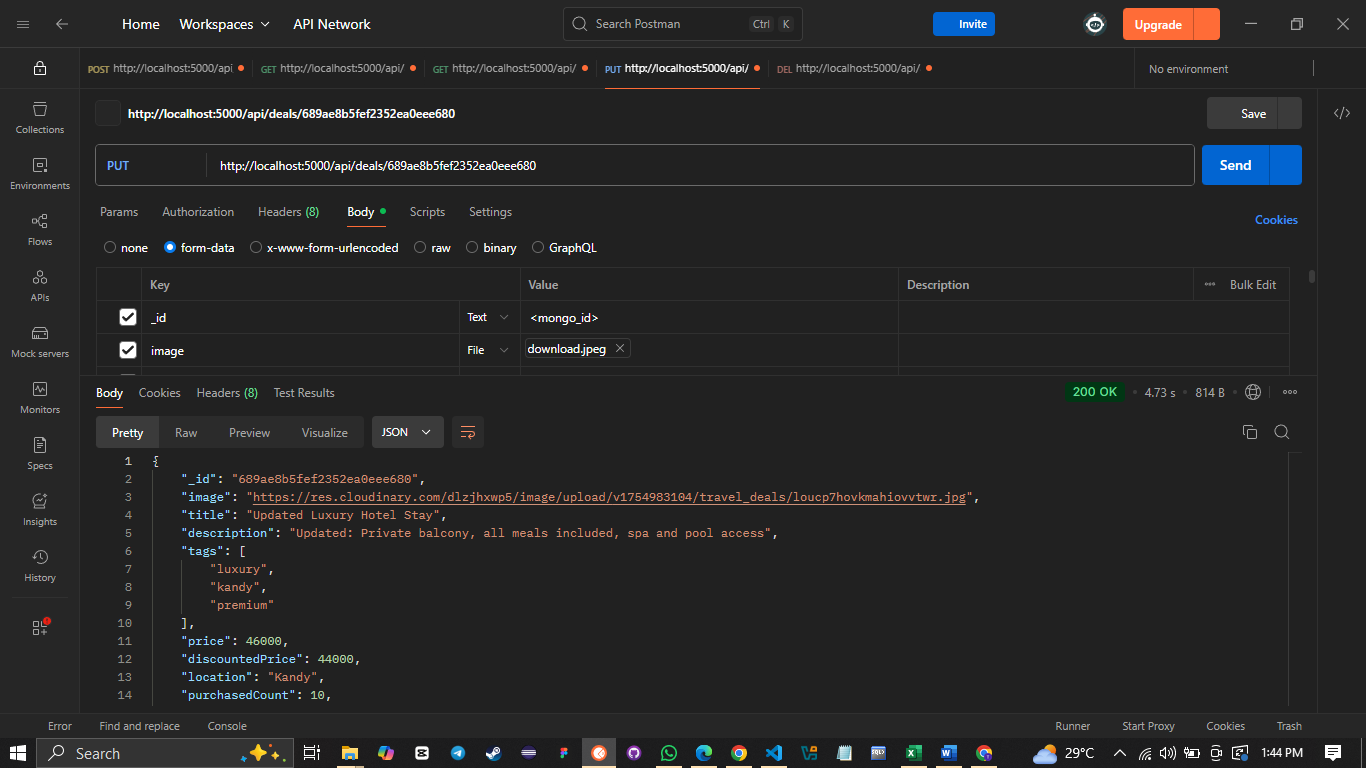 Home Workspaces API Network Search Postman Ctrl K Invite Upgrade
POST http://localhost:5000/api, GET http://localhost:5000/api/ GET http://localhost:5000/api/ PUT http://localhost:5000/api/ DEL http://localhost:5000/api/ No environment
Collections
Environments
Flows
APIs
Mock servers
Monitors
Specs
Insights
History
http://localhost:5000/api/deals/689ae8b5fef2352ea0eee680 Save
PUT http://localhost:5000/api/deals/689ae8b5fef2352ea0eee680 Send
Params Authorization Headers (8) Body Scripts Settings Cookies
none form-data x-www-form-urlencoded raw binary GraphQL
Key Value Description Bulk Edit
_id Text <mongo_id>
image File download.jpeg
Body Cookies Headers (8) Test Results 200 OK 4.73 s 814 B
Pretty Raw Preview Visualize JSON
1 {
2 "_id": "689ae8b5fef2352ea0eee680",
3 "image": "https://res.cloudinary.com/dlzjhxwp5/image/upload/v1754983104/travel_deals/loucp7hovkmahiovvtwr.jpg",
4 "title": "Updated Luxury Hotel Stay",
5 "description": "Updated: Private balcony, all meals included, spa and pool access",
6 "tags": [
7 "luxury",
8 "kandy",
9 "premium"
10 ],
11 "price": 46000,
12 "discountedPrice": 44000,
13 "location": "Kandy",
14 "purchasedCount": 10,
Error Find and replace Console Runner Start Proxy Cookies Trash
Search 29°C 1:44 PM